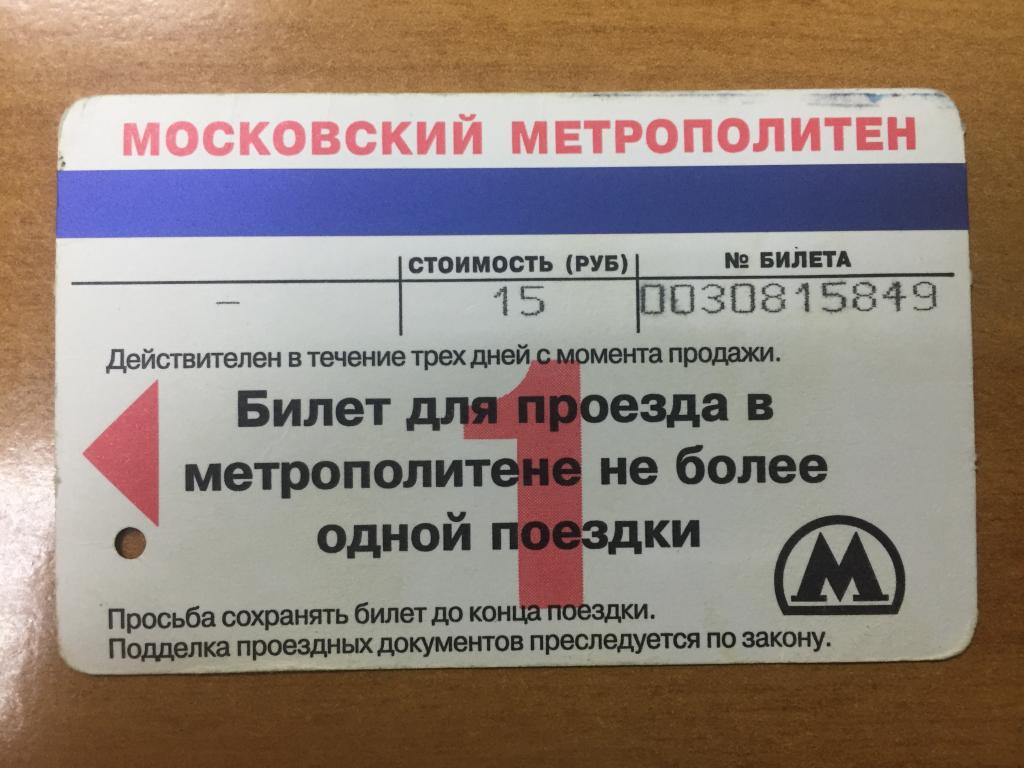 МОСКОВСКИЙ МЕТРОПОЛИТЕН
СТОИМОСТЬ (РУБ) № БИЛЕТА
– 15 0030815849
Действителен в течение трех дней с момента продажи.
1
Билет для проезда в
метрополитене не более
одной поездки
М
Просьба сохранять билет до конца поездки.
Подделка проездных документов преследуется по закону.